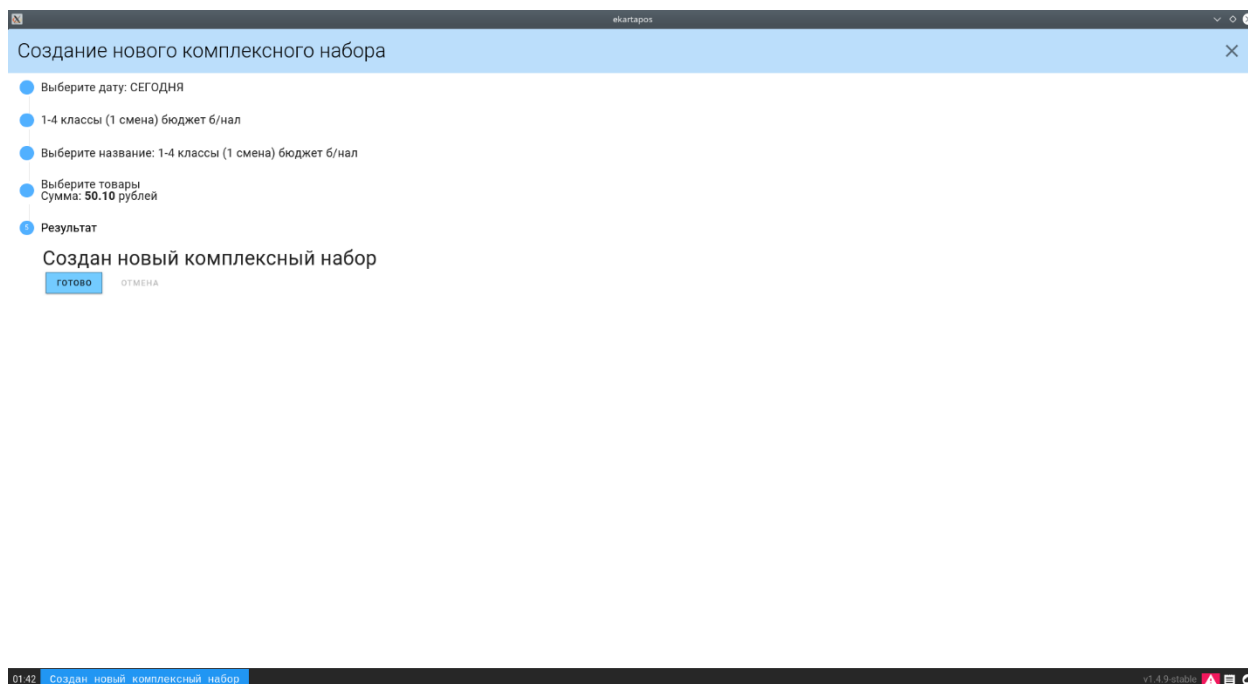 ekartapos
Создание нового комплексного набора
Выберите дату: СЕГОДНЯ
1-4 классы (1 смена) бюджет б/нал
Выберите название: 1-4 классы (1 смена) бюджет б/нал
Выберите товары
Сумма: 50.10 рублей
5 Результат
Создан новый комплексный набор
ГОТОВО ОТМЕНА
01:42 Создан новый комплексный набор v1.4.9-stable